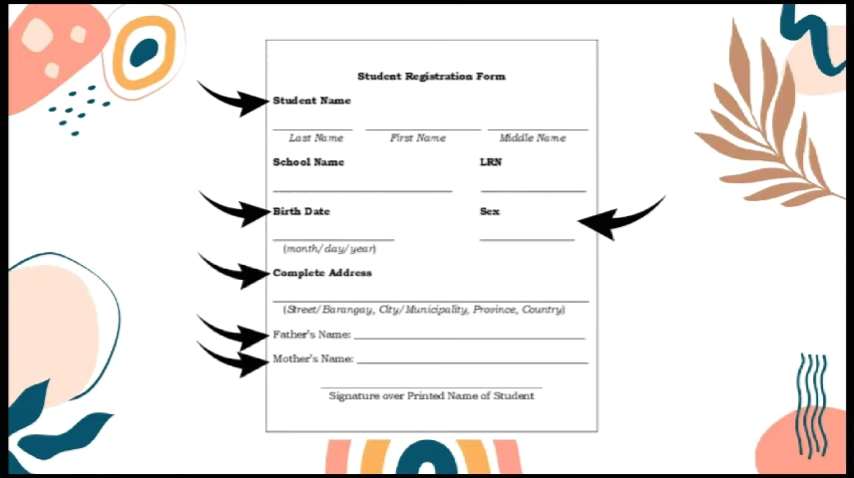 Student Registration Form
Student Name
Last Name First Name Middle Name
School Name LRN
Birth Date Sex
(month/day/year)
Complete Address
(Street/Barangay, City/Municipality, Province, Country)
Father's Name:
Mother's Name:
Signature over Printed Name of Student